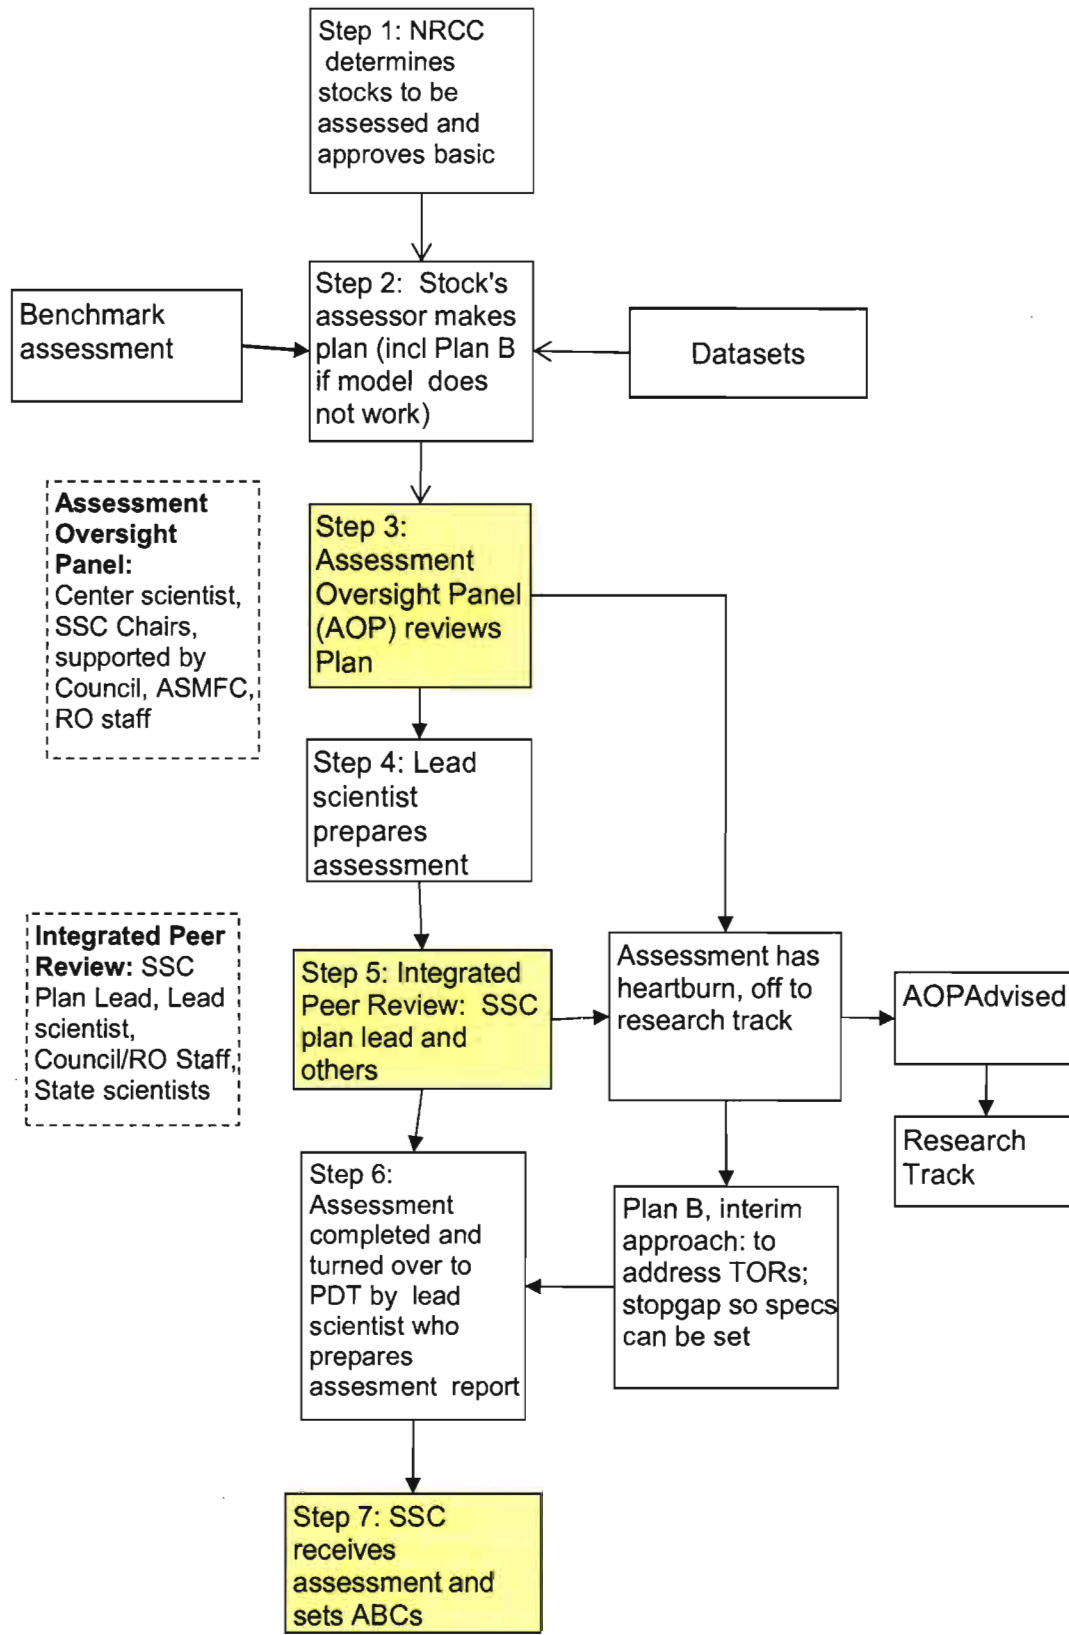 Step 1: NRCC
determines
stocks to be
assessed and
approves basic
Benchmark
assessment
Step 2: Stock's
assessor makes
plan (incl Plan B
if model does
not work)
Datasets
Assessment
Oversight
Panel:
Center scientist,
SSC Chairs,
supported by
Council, ASMFC,
RO staff
Step 3:
Assessment
Oversight Panel
(AOP) reviews
Plan
Step 4: Lead
scientist
prepares
assessment
Integrated Peer
Review: SSC
Plan Lead, Lead
scientist,
Council/RO Staff,
State scientists
Step 5: Integrated
Peer Review: SSC
plan lead and
others
Assessment has
heartburn, off to
research track
AOPAdvised
Research
Track
Step 6:
Assessment
completed and
turned over to
PDT by lead
scientist who
prepares
assesment report
Plan B, interim
approach: to
address TORs;
stopgap so specs
can be set
Step 7: SSC
receives
assessment and
sets ABCs